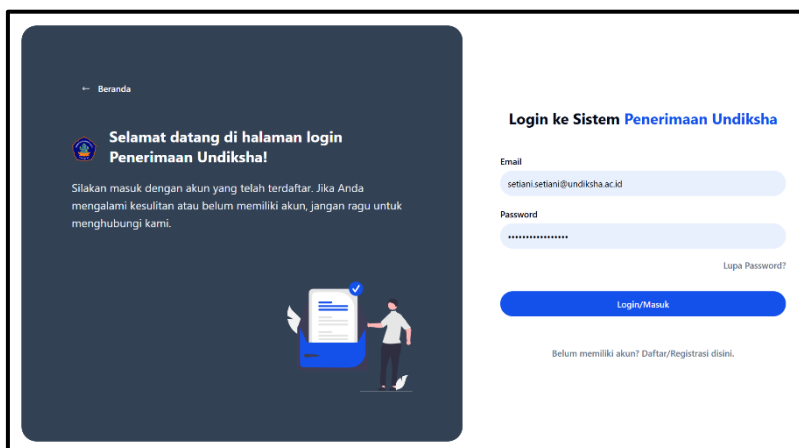 ← Beranda
Selamat datang di halaman login
Penerimaan Undiksha!
Silakan masuk dengan akun yang telah terdaftar. Jika Anda
mengalami kesulitan atau belum memiliki akun, jangan ragu untuk
menghubungi kami.
Login ke Sistem Penerimaan Undiksha
Email
setiani.setiani@undiksha.ac.id
Password
•••••••••••••••••
Lupa Password?
Login/Masuk
Belum memiliki akun? Daftar/Registrasi disini.